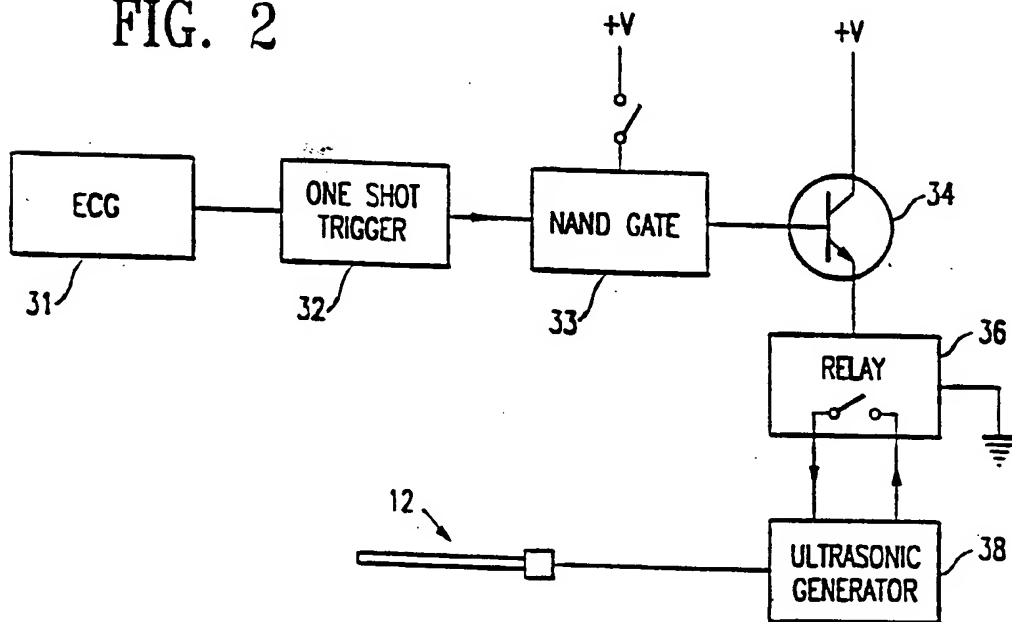 FIG. 2
+V
+V
ECG
ONE SHOT
TRIGGER
NAND GATE
34
31
32
33
36
RELAY
12
ULTRASONIC
GENERATOR
38